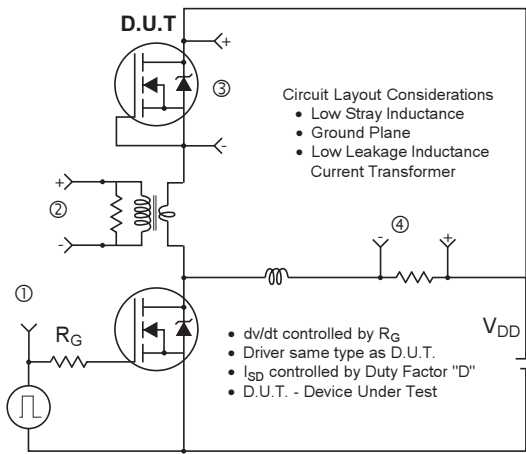 D.U.T
+
③
-
Circuit Layout Considerations
• Low Stray Inductance
• Ground Plane
• Low Leakage Inductance
Current Transformer
+
②
-
-
④
+
①
R_G
V_DD
• dv/dt controlled by R_G
• Driver same type as D.U.T.
• I_SD controlled by Duty Factor "D"
• D.U.T. - Device Under Test